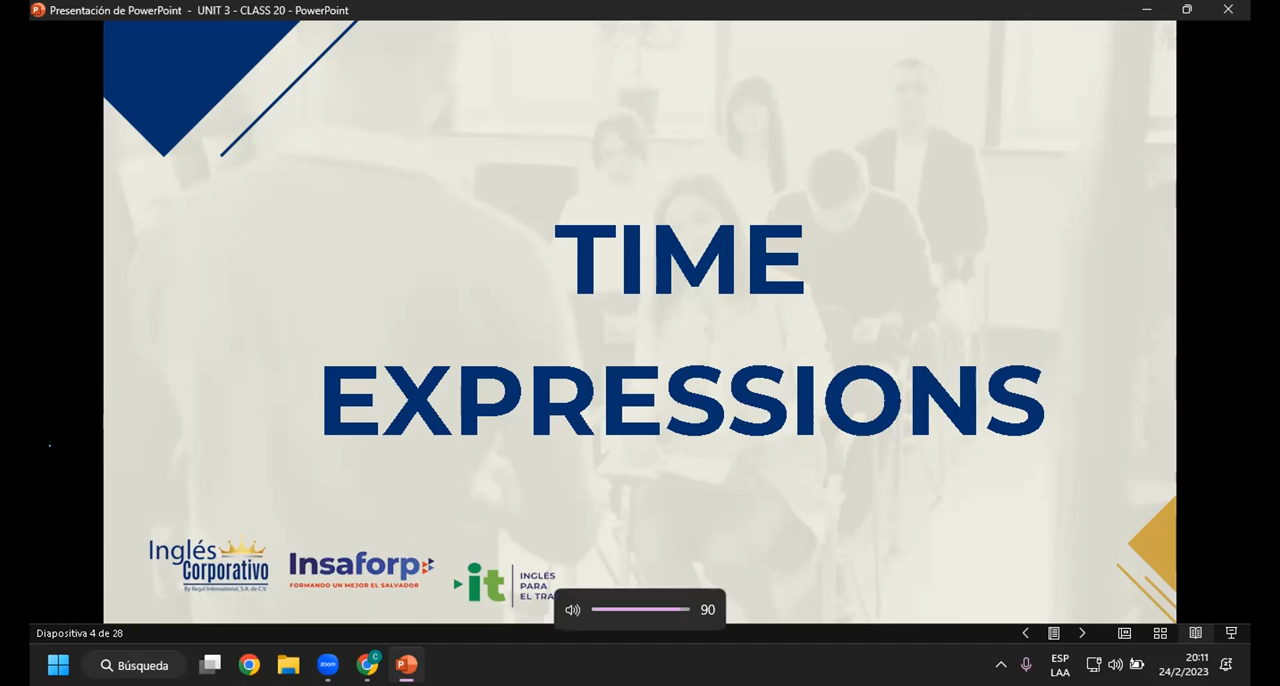 Presentación de PowerPoint - UNIT 3 - CLASS 20 - PowerPoint
TIME
EXPRESSIONS
Inglés
Corporativo
By Regal International, S.A. de C.V.
Insaforp
FORMANDO UN MEJOR EL SALVADOR
it
INGLÉS
PARA
EL TRA
90
Diapositiva 4 de 28
Búsqueda
zoom
C
P
ESP
LAA
20:11
24/2/2023